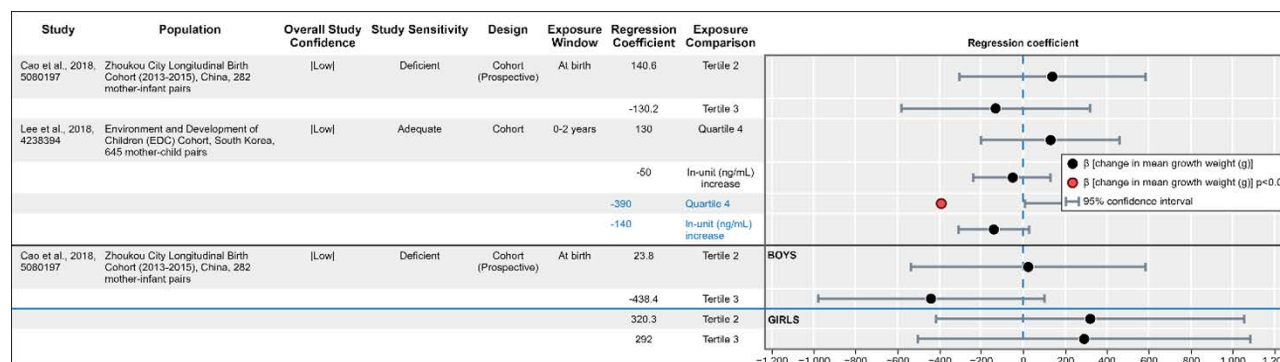 Study Population Overall Study Confidence Study Sensitivity Design Exposure Window Regression Coefficient Exposure Comparison Regression coefficient
Cao et al., 2018, Zhoukou City Longitudinal Birth |Low| Deficient Cohort At birth 140.6 Tertile 2
5080197 Cohort (2013-2015), China, 282 (Prospective)
mother-infant pairs
-130.2 Tertile 3
Lee et al., 2018, Environment and Development of |Low| Adequate Cohort 0-2 years 130 Quartile 4
4238394 Children (EDC) Cohort, South Korea,
645 mother-child pairs
-50 In-unit (ng/mL)
increase
-390 Quartile 4
-140 In-unit (ng/mL)
increase
β [change in mean growth weight (g)]
β [change in mean growth weight (g)] p<0.0
95% confidence interval
Cao et al., 2018, Zhoukou City Longitudinal Birth |Low| Deficient Cohort At birth 23.8 Tertile 2 BOYS
5080197 Cohort (2013-2015), China, 282 (Prospective)
mother-infant pairs
-438.4 Tertile 3
320.3 Tertile 2 GIRLS
292 Tertile 3
-1,200 -1,000 -800 -600 -400 -200 0 200 400 600 800 1,000